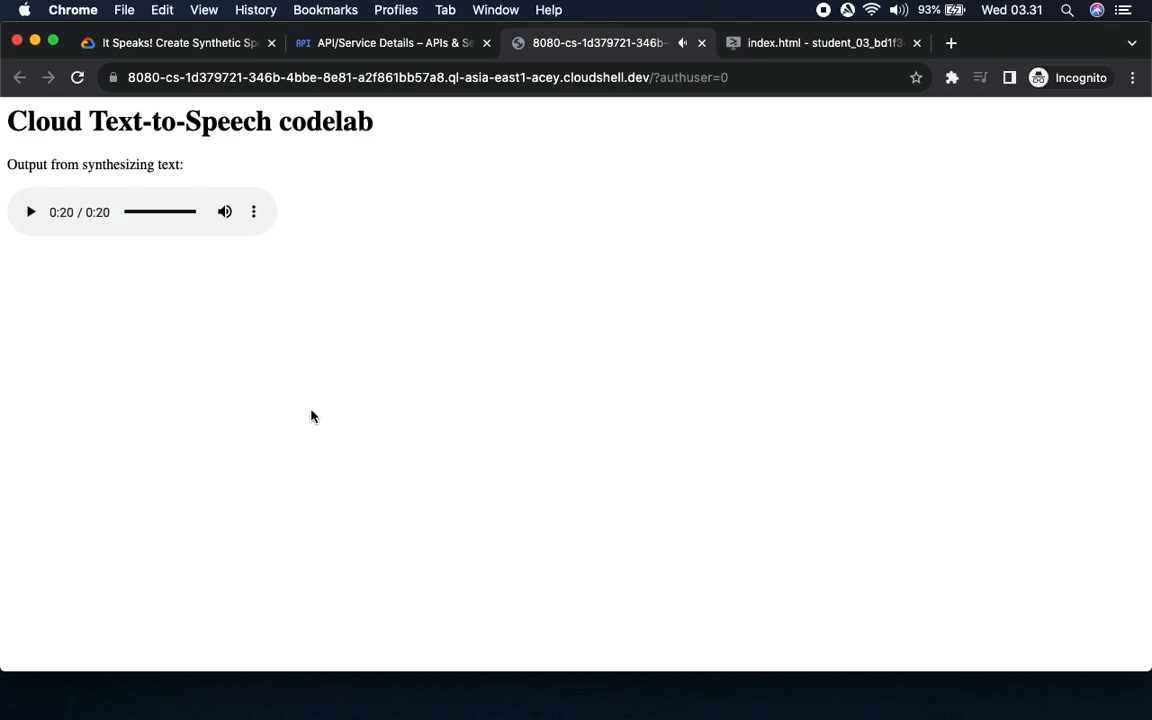 Chrome File Edit View History Bookmarks Profiles Tab Window Help 93% Wed 03.31
It Speaks! Create Synthetic Sp API API/Service Details – APIs & Se 8080-cs-1d379721-346b- index.html - student_03_bd1f3
8080-cs-1d379721-346b-4bbe-8e81-a2f861bb57a8.ql-asia-east1-acey.cloudshell.dev/?authuser=0 Incognito
Cloud Text-to-Speech codelab
Output from synthesizing text:
0:20 / 0:20